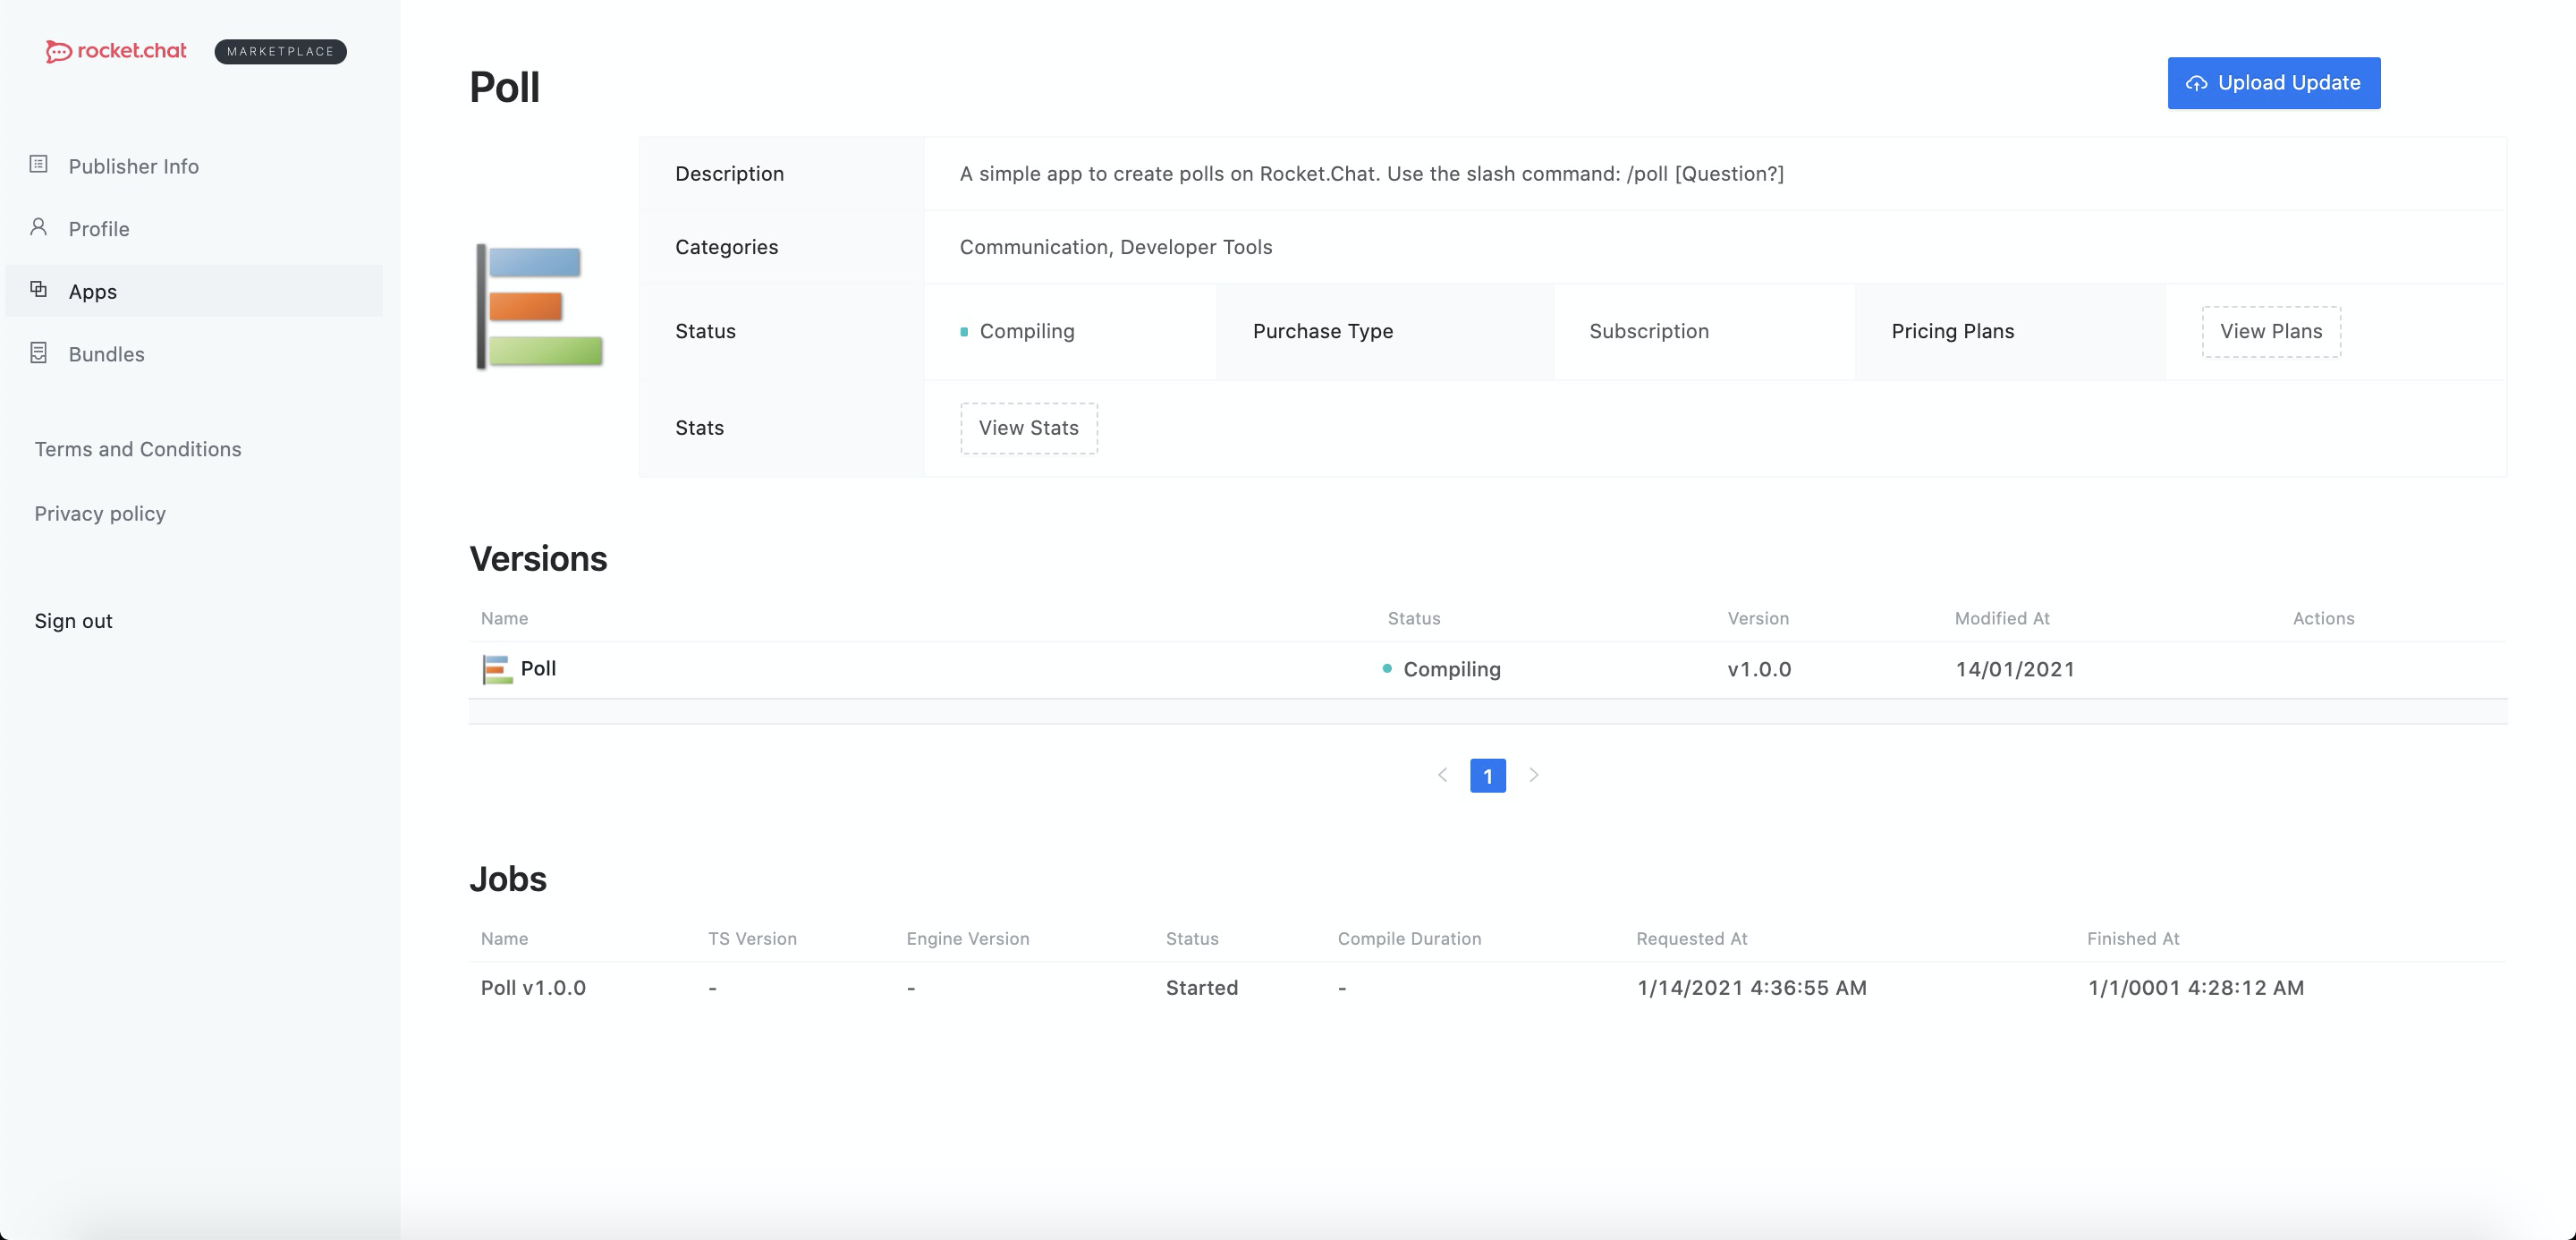 rocket.chat MARKETPLACE
Publisher Info
Profile
Apps
Bundles
Terms and Conditions
Privacy policy
Sign out
Poll
Upload Update
Description A simple app to create polls on Rocket.Chat. Use the slash command: /poll [Question?]
Categories Communication, Developer Tools
Status Compiling Purchase Type Subscription Pricing Plans View Plans
Stats View Stats
Versions
Name Status Version Modified At Actions
Poll Compiling v1.0.0 14/01/2021
1
Jobs
Name TS Version Engine Version Status Compile Duration Requested At Finished At
Poll v1.0.0 - - Started - 1/14/2021 4:36:55 AM 1/1/0001 4:28:12 AM